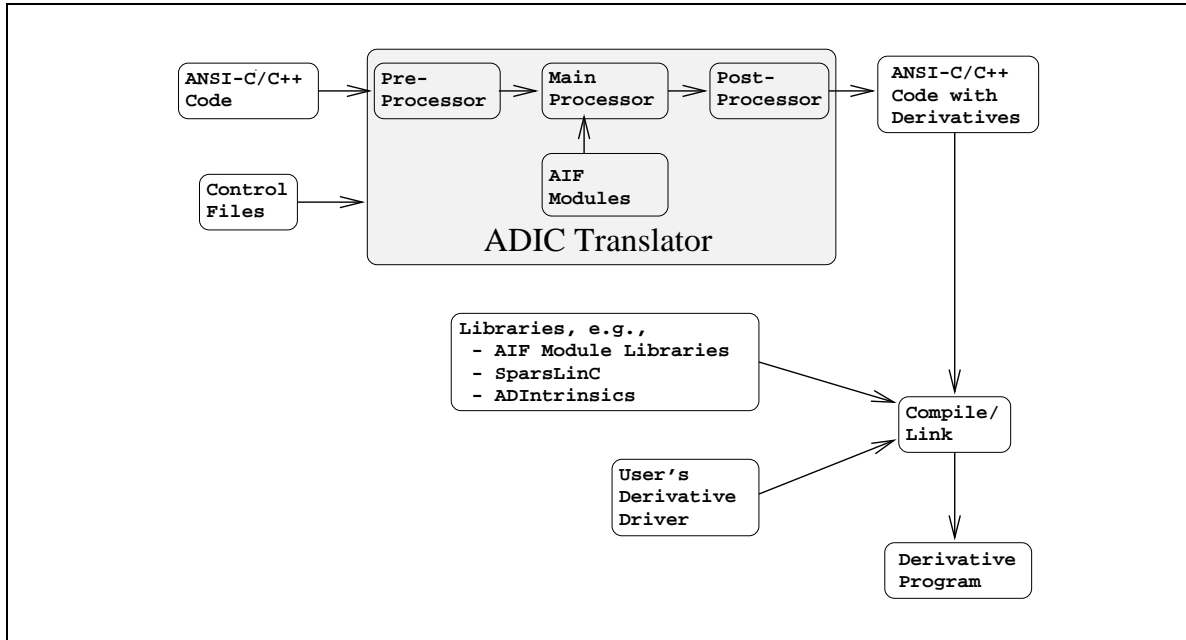 ANSI-C/C++
Code
Pre-
Processor
Main
Processor
Post-
Processor
ANSI-C/C++
Code with
Derivatives
Control
Files
AIF
Modules
ADIC Translator
Libraries, e.g.,
- AIF Module Libraries
- SparsLinC
- ADIntrinsics
Compile/
Link
User's
Derivative
Driver
Derivative
Program